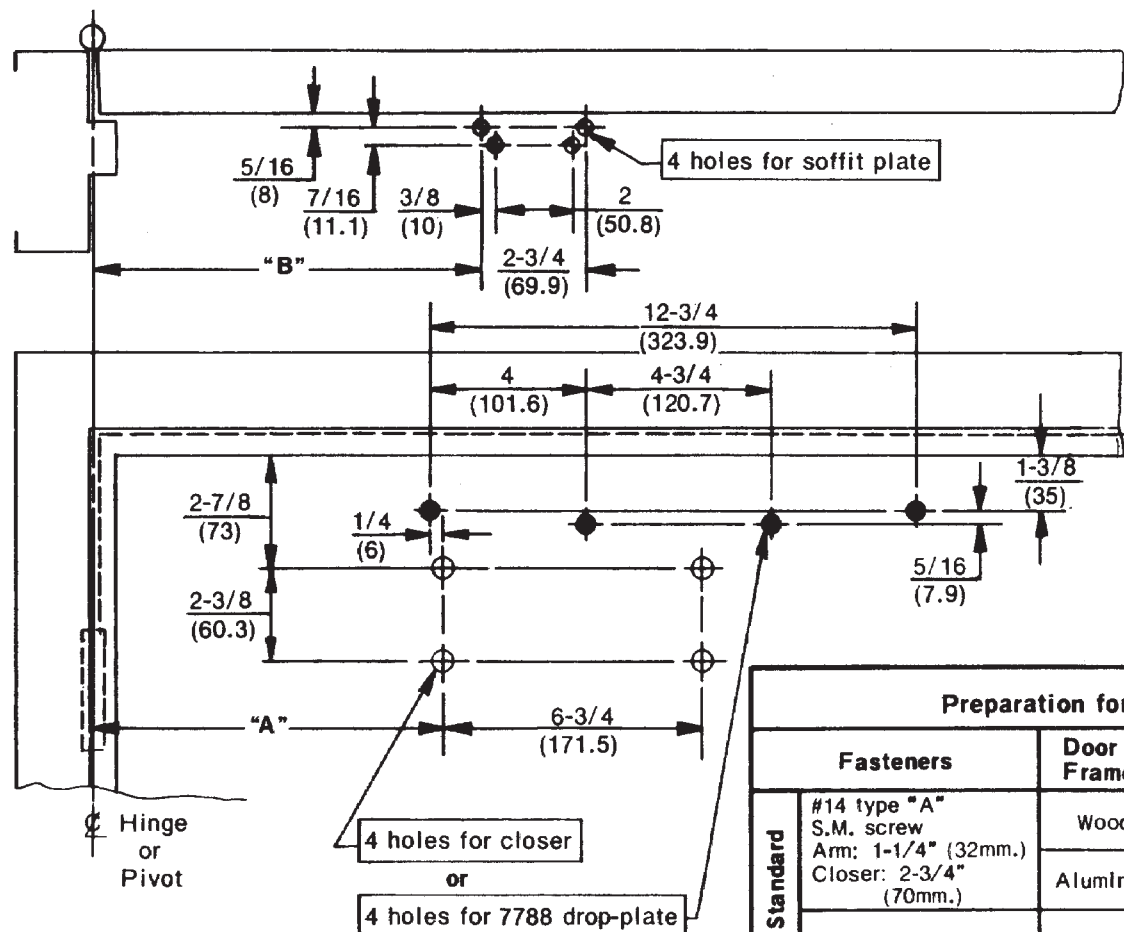 5/16
(8)
7/16
(11.1)
3/8
(10)
2
(50.8)
4 holes for soffit plate
"B"
2-3/4
(69.9)
12-3/4
(323.9)
4
(101.6)
4-3/4
(120.7)
1-3/8
(35)
2-7/8
(73)
1/4
(6)
5/16
(7.9)
2-3/8
(60.3)
"A"
6-3/4
(171.5)
℄ Hinge
or
Pivot
4 holes for closer
or
4 holes for 7788 drop-plate
Preparation for
Fasteners
Door
Frame
Standard
#14 type "A"
S.M. screw
Arm: 1-1/4" (32mm.)
Closer: 2-3/4"
(70mm.)
Wood
Alumin